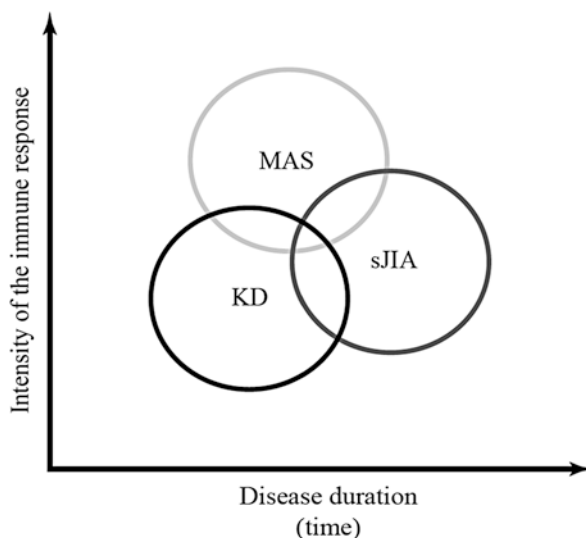 Intensity of the immune response
MAS
sJIA
KD
Disease duration
(time)